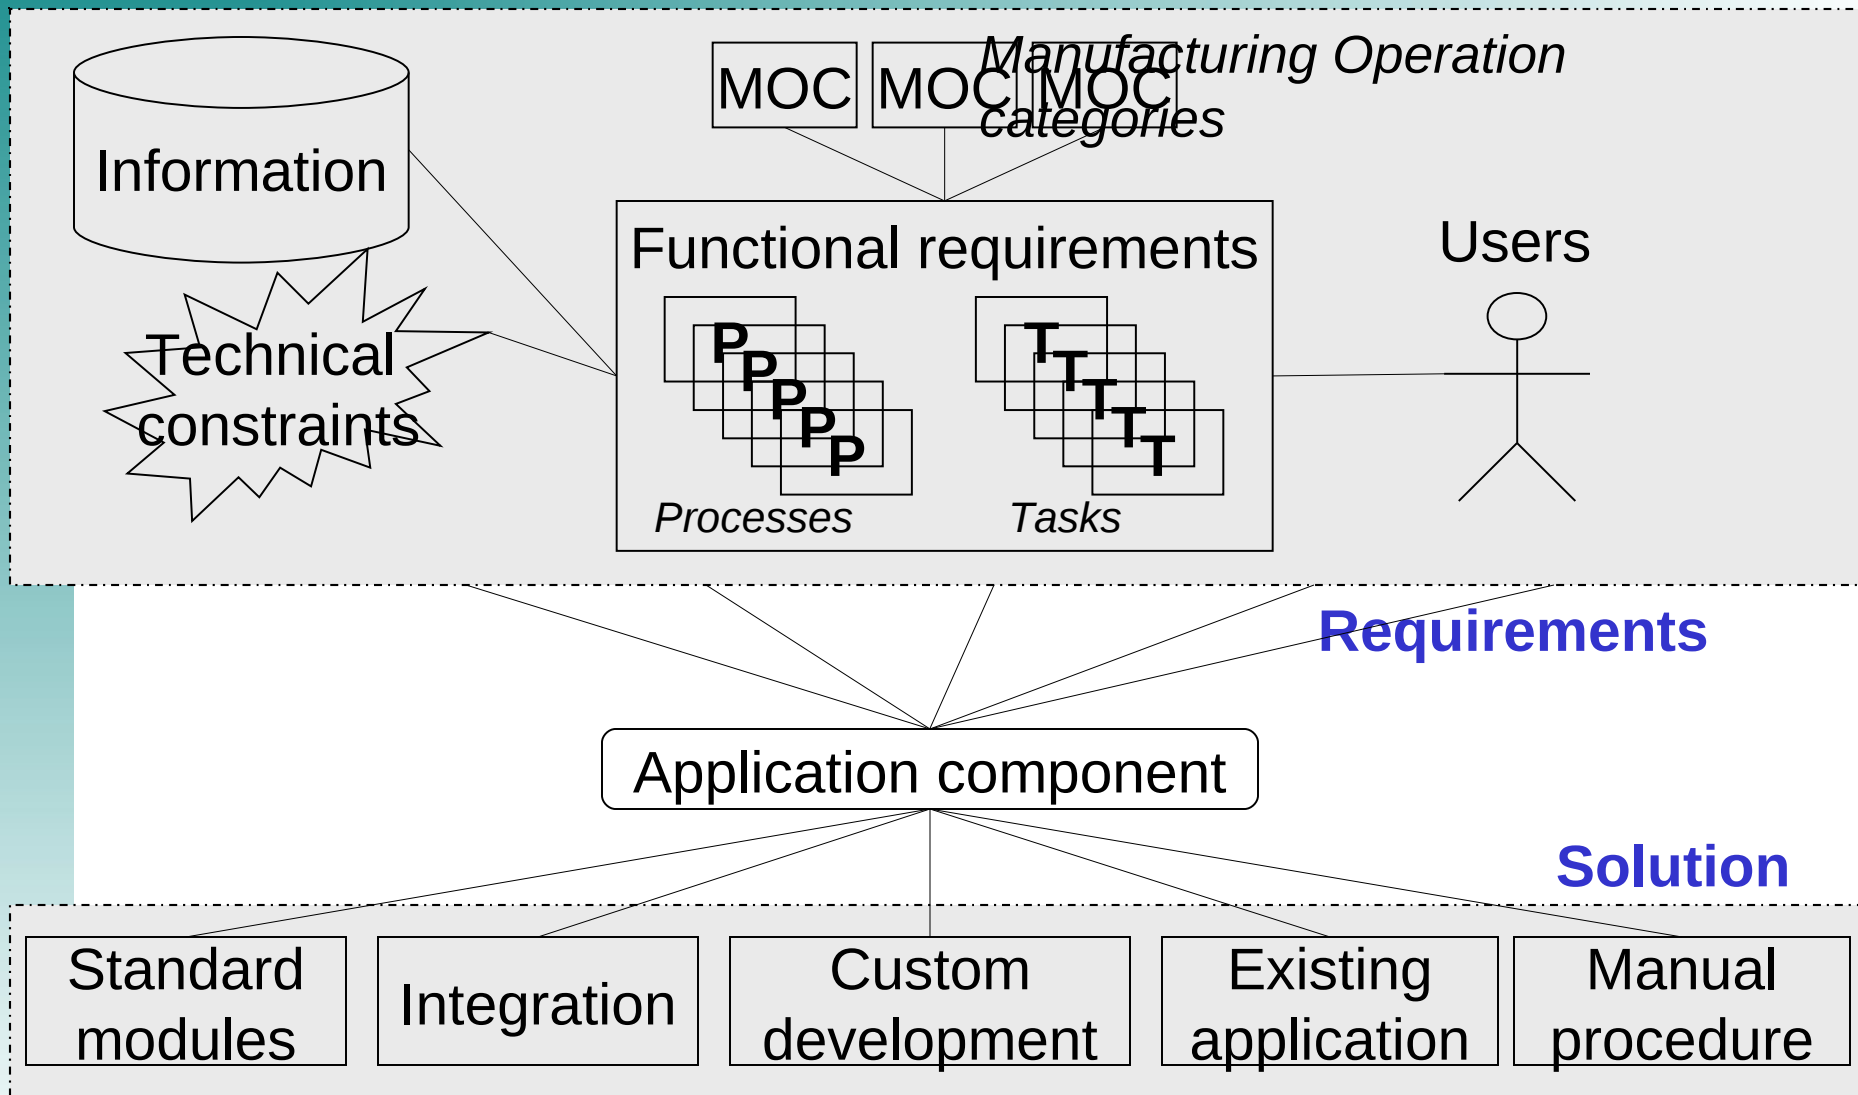 Manufacturing Operation
categories
MOC
MOC
MOC
Information
Functional requirements
Users
Technical
constraints
P
P
P
P
P
T
T
T
T
T
Processes
Tasks
Requirements
Application component
Solution
Standard
modules
Integration
Custom
development
Existing
application
Manual
procedure